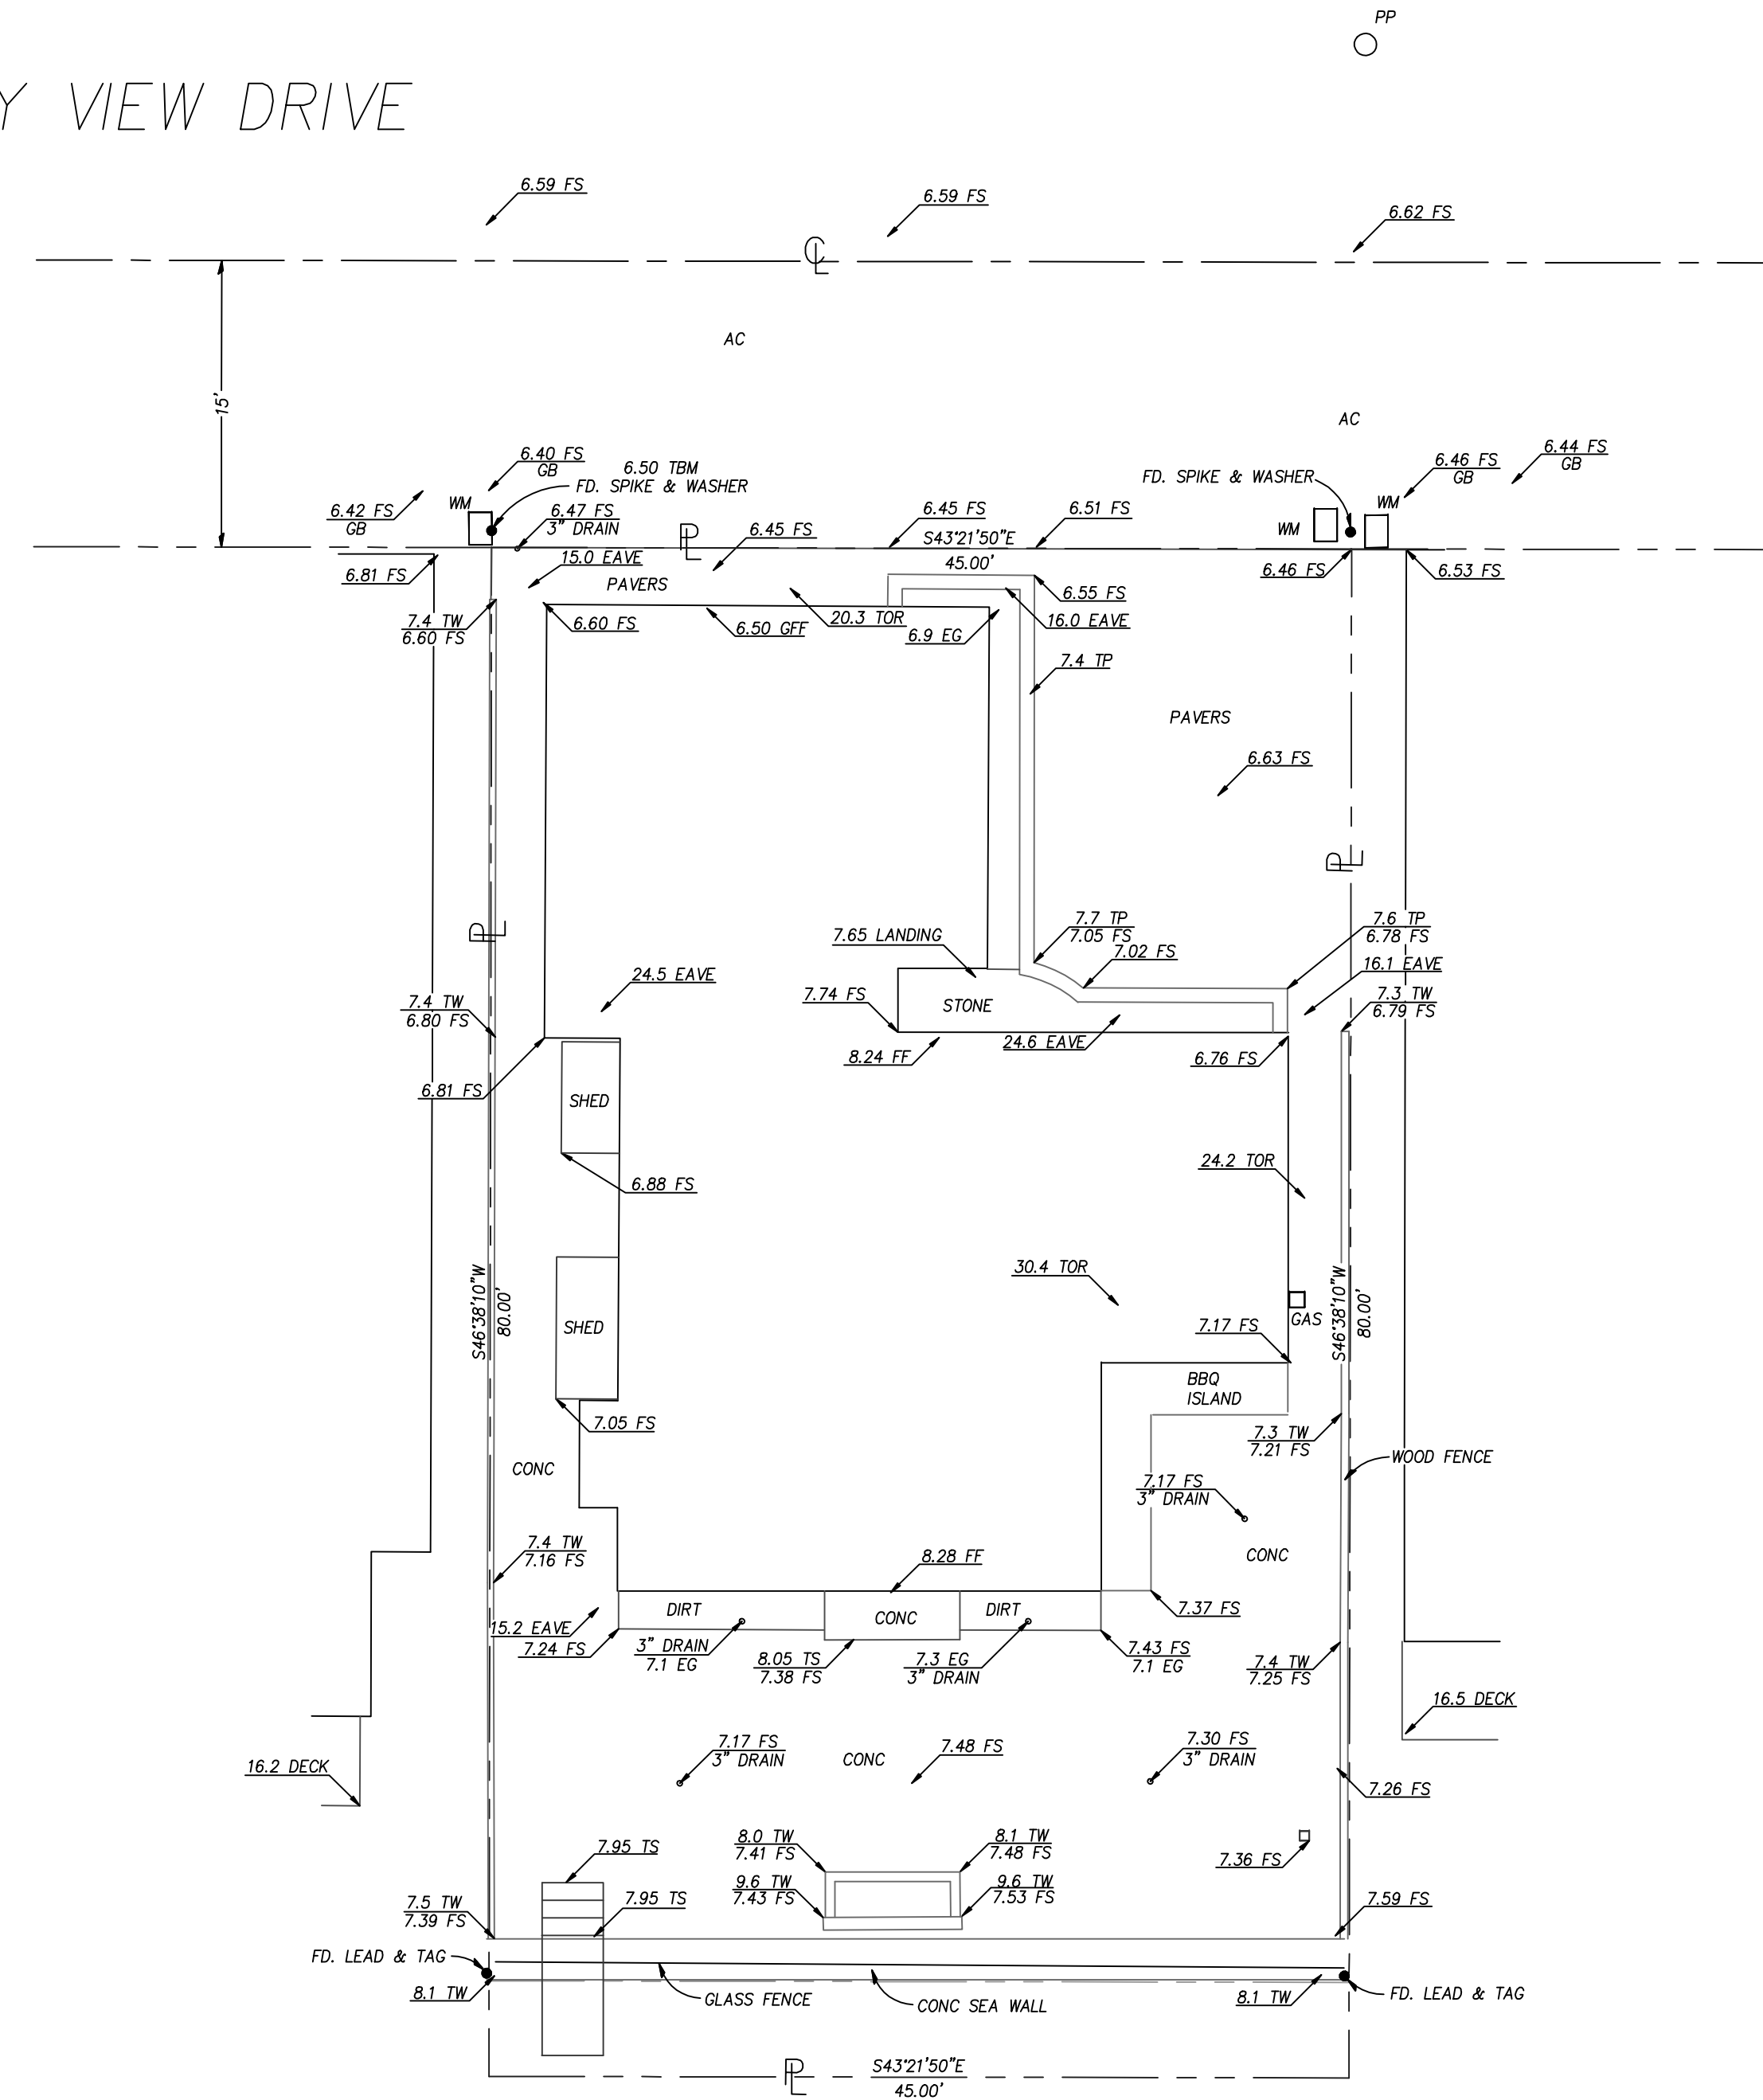 PP
Y VIEW DRIVE
6.59 FS
6.59 FS
6.62 FS
CL
AC
15'
AC
6.40 FS
GB
6.50 TBM
FD. SPIKE & WASHER
FD. SPIKE & WASHER
6.46 FS
GB
6.44 FS
GB
6.42 FS
GB
WM
6.47 FS
3" DRAIN
PL
6.45 FS
6.45 FS
6.51 FS
WM
WM
S43°21'50"E
45.00'
15.0 EAVE
6.81 FS
PAVERS
6.46 FS
6.53 FS
7.4 TW
6.60 FS
6.60 FS
6.50 GFF
20.3 TOR
6.9 EG
6.55 FS
16.0 EAVE
7.4 TP
PAVERS
6.63 FS
PL
PL
7.65 LANDING
7.7 TP
7.05 FS
7.02 FS
7.6 TP
6.78 FS
16.1 EAVE
24.5 EAVE
7.4 TW
6.80 FS
7.74 FS
STONE
7.3 TW
6.79 FS
24.6 EAVE
8.24 FF
6.76 FS
6.81 FS
SHED
6.88 FS
24.2 TOR
30.4 TOR
S46°38'10"W
80.00'
SHED
GAS
S46°38'10"W
80.00'
7.17 FS
BBQ
ISLAND
7.05 FS
7.3 TW
7.21 FS
CONC
WOOD FENCE
7.17 FS
3" DRAIN
7.4 TW
7.16 FS
8.28 FF
CONC
15.2 EAVE
DIRT
CONC
DIRT
7.37 FS
7.24 FS
3" DRAIN
7.1 EG
8.05 TS
7.38 FS
7.3 EG
3" DRAIN
7.43 FS
7.1 EG
7.4 TW
7.25 FS
16.5 DECK
16.2 DECK
7.17 FS
3" DRAIN
CONC
7.48 FS
7.30 FS
3" DRAIN
7.26 FS
7.95 TS
8.0 TW
7.41 FS
8.1 TW
7.48 FS
7.36 FS
7.5 TW
7.39 FS
7.95 TS
9.6 TW
7.43 FS
9.6 TW
7.53 FS
7.59 FS
FD. LEAD & TAG
8.1 TW
GLASS FENCE
CONC SEA WALL
8.1 TW
FD. LEAD & TAG
PL
S43°21'50"E
45.00'